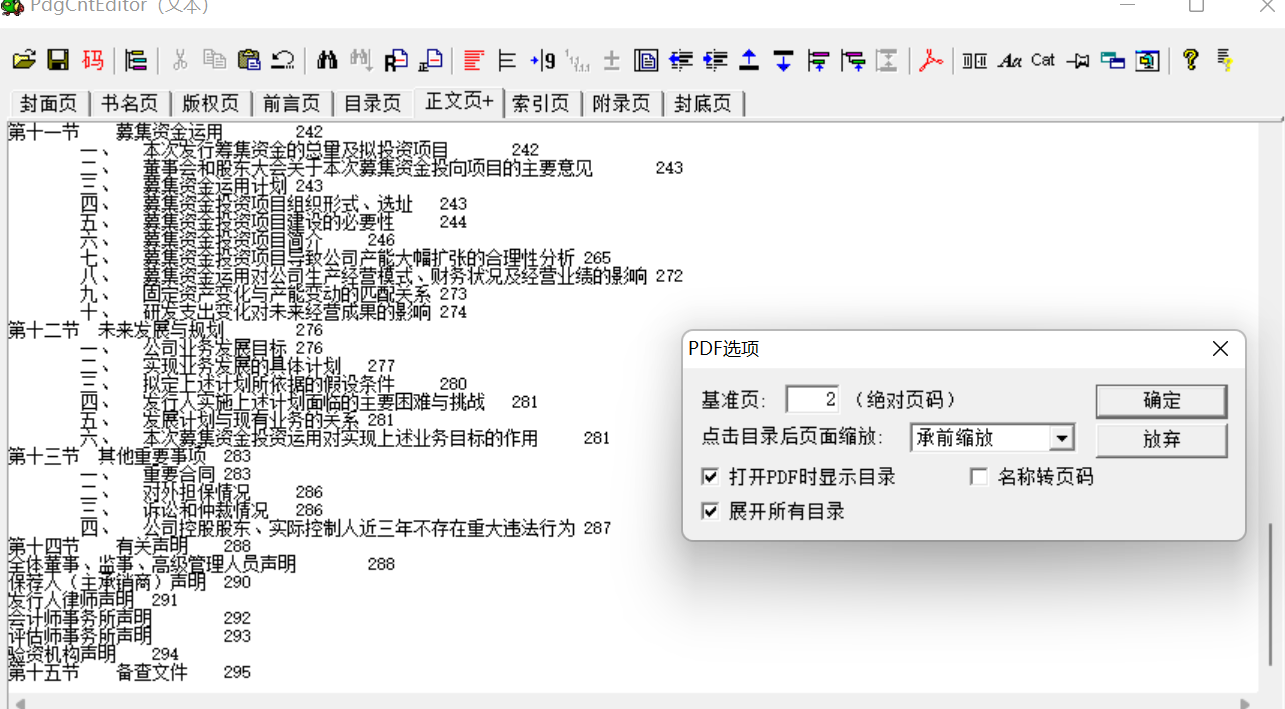 PdgCntEditor（文本）
码 9 Aa Cat
封面页 书名页 版权页 前言页 目录页 正文页+ 索引页 附录页 封底页
第十一节 募集资金运用 242
一、 本次发行筹集资金的总量及拟投资项目 242
二、 董事会和股东大会关于本次募集资金投向项目的主要意见 243
三、 募集资金运用计划 243
四、 募集资金投资项目组织形式、选址 243
五、 募集资金投资项目建设的必要性 244
六、 募集资金投资项目简介 246
七、 募集资金投资项目导致公司产能大幅扩张的合理性分析 265
八、 募集资金运用对公司生产经营模式、财务状况及经营业绩的影响 272
九、 固定资产变化与产能变动的匹配关系 273
十、 研发支出变化对未来经营成果的影响 274
第十二节 未来发展与规划 276
一、 公司业务发展目标 276
二、 实现业务发展的具体计划 277
三、 拟定上述计划所依据的假设条件 280
四、 发行人实施上述计划面临的主要困难与挑战 281
五、 发展计划与现有业务的关系 281
六、 本次募集资金投资运用对实现上述业务目标的作用 281
第十三节 其他重要事项 283
一、 重要合同 283
二、 对外担保情况 286
三、 诉讼和仲裁情况 286
四、 公司控股股东、实际控制人近三年不存在重大违法行为 287
第十四节 有关声明 288
全体董事、监事、高级管理人员声明 288
保荐人（主承销商）声明 290
发行人律师声明 291
会计师事务所声明 292
评估师事务所声明 293
验资机构声明 294
第十五节 备查文件 295
PDF选项
基准页: 2 （绝对页码） 确定
点击目录后页面缩放: 承前缩放 放弃
打开PDF时显示目录 名称转页码
展开所有目录